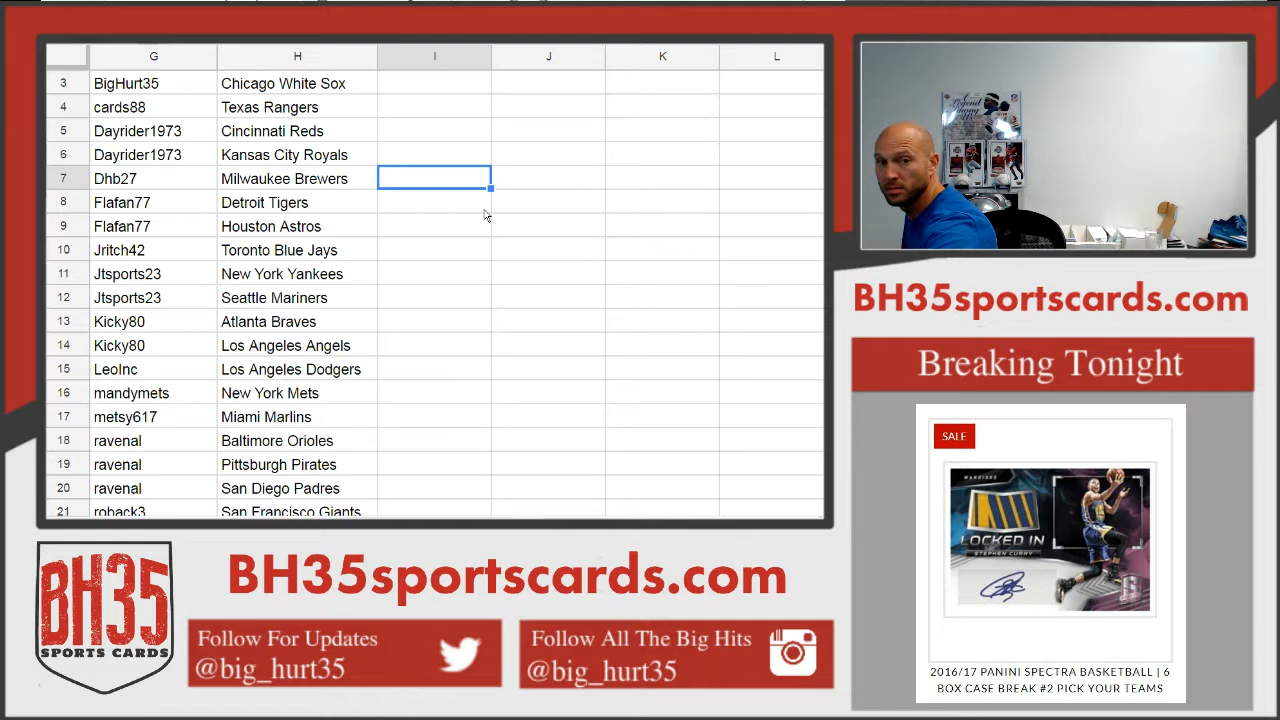 G H I J K L
3 BigHurt35 Chicago White Sox
4 cards88 Texas Rangers
5 Dayrider1973 Cincinnati Reds
6 Dayrider1973 Kansas City Royals
7 Dhb27 Milwaukee Brewers
8 Flafan77 Detroit Tigers
9 Flafan77 Houston Astros
10 Jritch42 Toronto Blue Jays
11 Jtsports23 New York Yankees
12 Jtsports23 Seattle Mariners
13 Kicky80 Atlanta Braves
14 Kicky80 Los Angeles Angels
15 LeoInc Los Angeles Dodgers
16 mandymets New York Mets
17 metsy617 Miami Marlins
18 ravenal Baltimore Orioles
19 ravenal Pittsburgh Pirates
20 ravenal San Diego Padres
21 roback3 San Francisco Giants
BH35sportscards.com
Breaking Tonight
SALE
WARRIORS
LOCKED IN
STEPHEN CURRY
2016/17 PANINI SPECTRA BASKETBALL | 6
BOX CASE BREAK #2 PICK YOUR TEAMS
BH35
SPORTS CARDS
BH35sportscards.com
Follow For Updates
@big_hurt35
Follow All The Big Hits
@big_hurt35